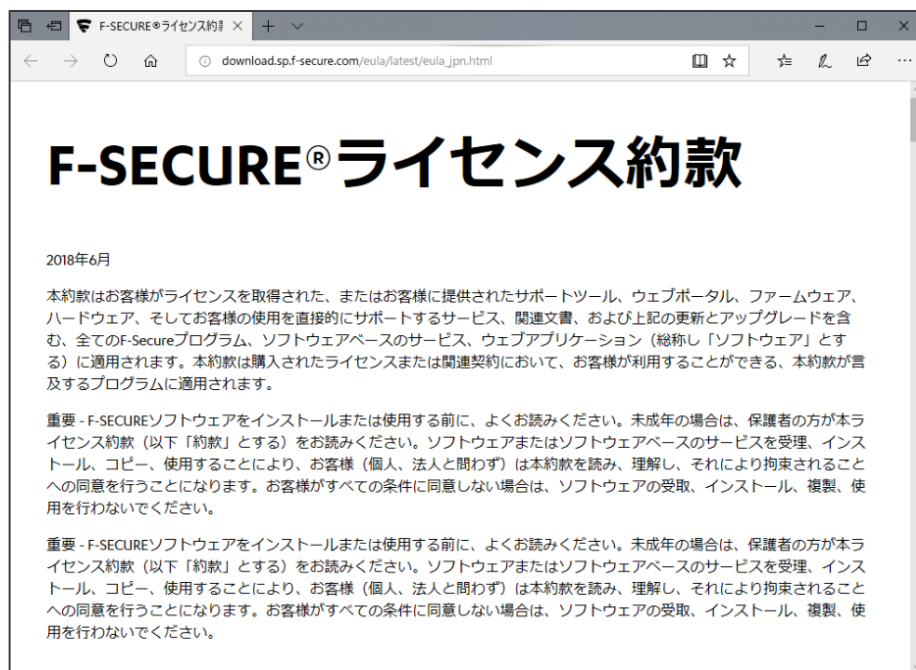 F-SECURE®ライセンス約
download.sp.f-secure.com/eula/latest/eula_jpn.html
F-SECURE®ライセンス約款
2018年6月
本約款はお客様がライセンスを取得された、またはお客様に提供されたサポートツール、ウェブポータル、ファームウェア、
ハードウェア、そしてお客様の使用を直接的にサポートするサービス、関連文書、および上記の更新とアップグレードを含
む、全てのF-Secureプログラム、ソフトウェアベースのサービス、ウェブアプリケーション（総称し「ソフトウェア」とす
る）に適用されます。本約款は購入されたライセンスまたは関連契約において、お客様が利用することができる、本約款が言
及するプログラムに適用されます。
重要 - F-SECUREソフトウェアをインストールまたは使用する前に、よくお読みください。未成年の場合は、保護者の方が本ラ
イセンス約款（以下「約款」とする）をお読みください。ソフトウェアまたはソフトウェアベースのサービスを受理、インス
トール、コピー、使用することにより、お客様（個人、法人と問わず）は本約款を読み、理解し、それにより拘束されること
への同意を行うことになります。お客様がすべての条件に同意しない場合は、ソフトウェアの受取、インストール、複製、使
用を行わないでください。
重要 - F-SECUREソフトウェアをインストールまたは使用する前に、よくお読みください。未成年の場合は、保護者の方が本ラ
イセンス約款（以下「約款」とする）をお読みください。ソフトウェアまたはソフトウェアベースのサービスを受理、インス
トール、コピー、使用することにより、お客様（個人、法人と問わず）は本約款を読み、理解し、それにより拘束されること
への同意を行うことになります。お客様がすべての条件に同意しない場合は、ソフトウェアの受取、インストール、複製、使
用を行わないでください。